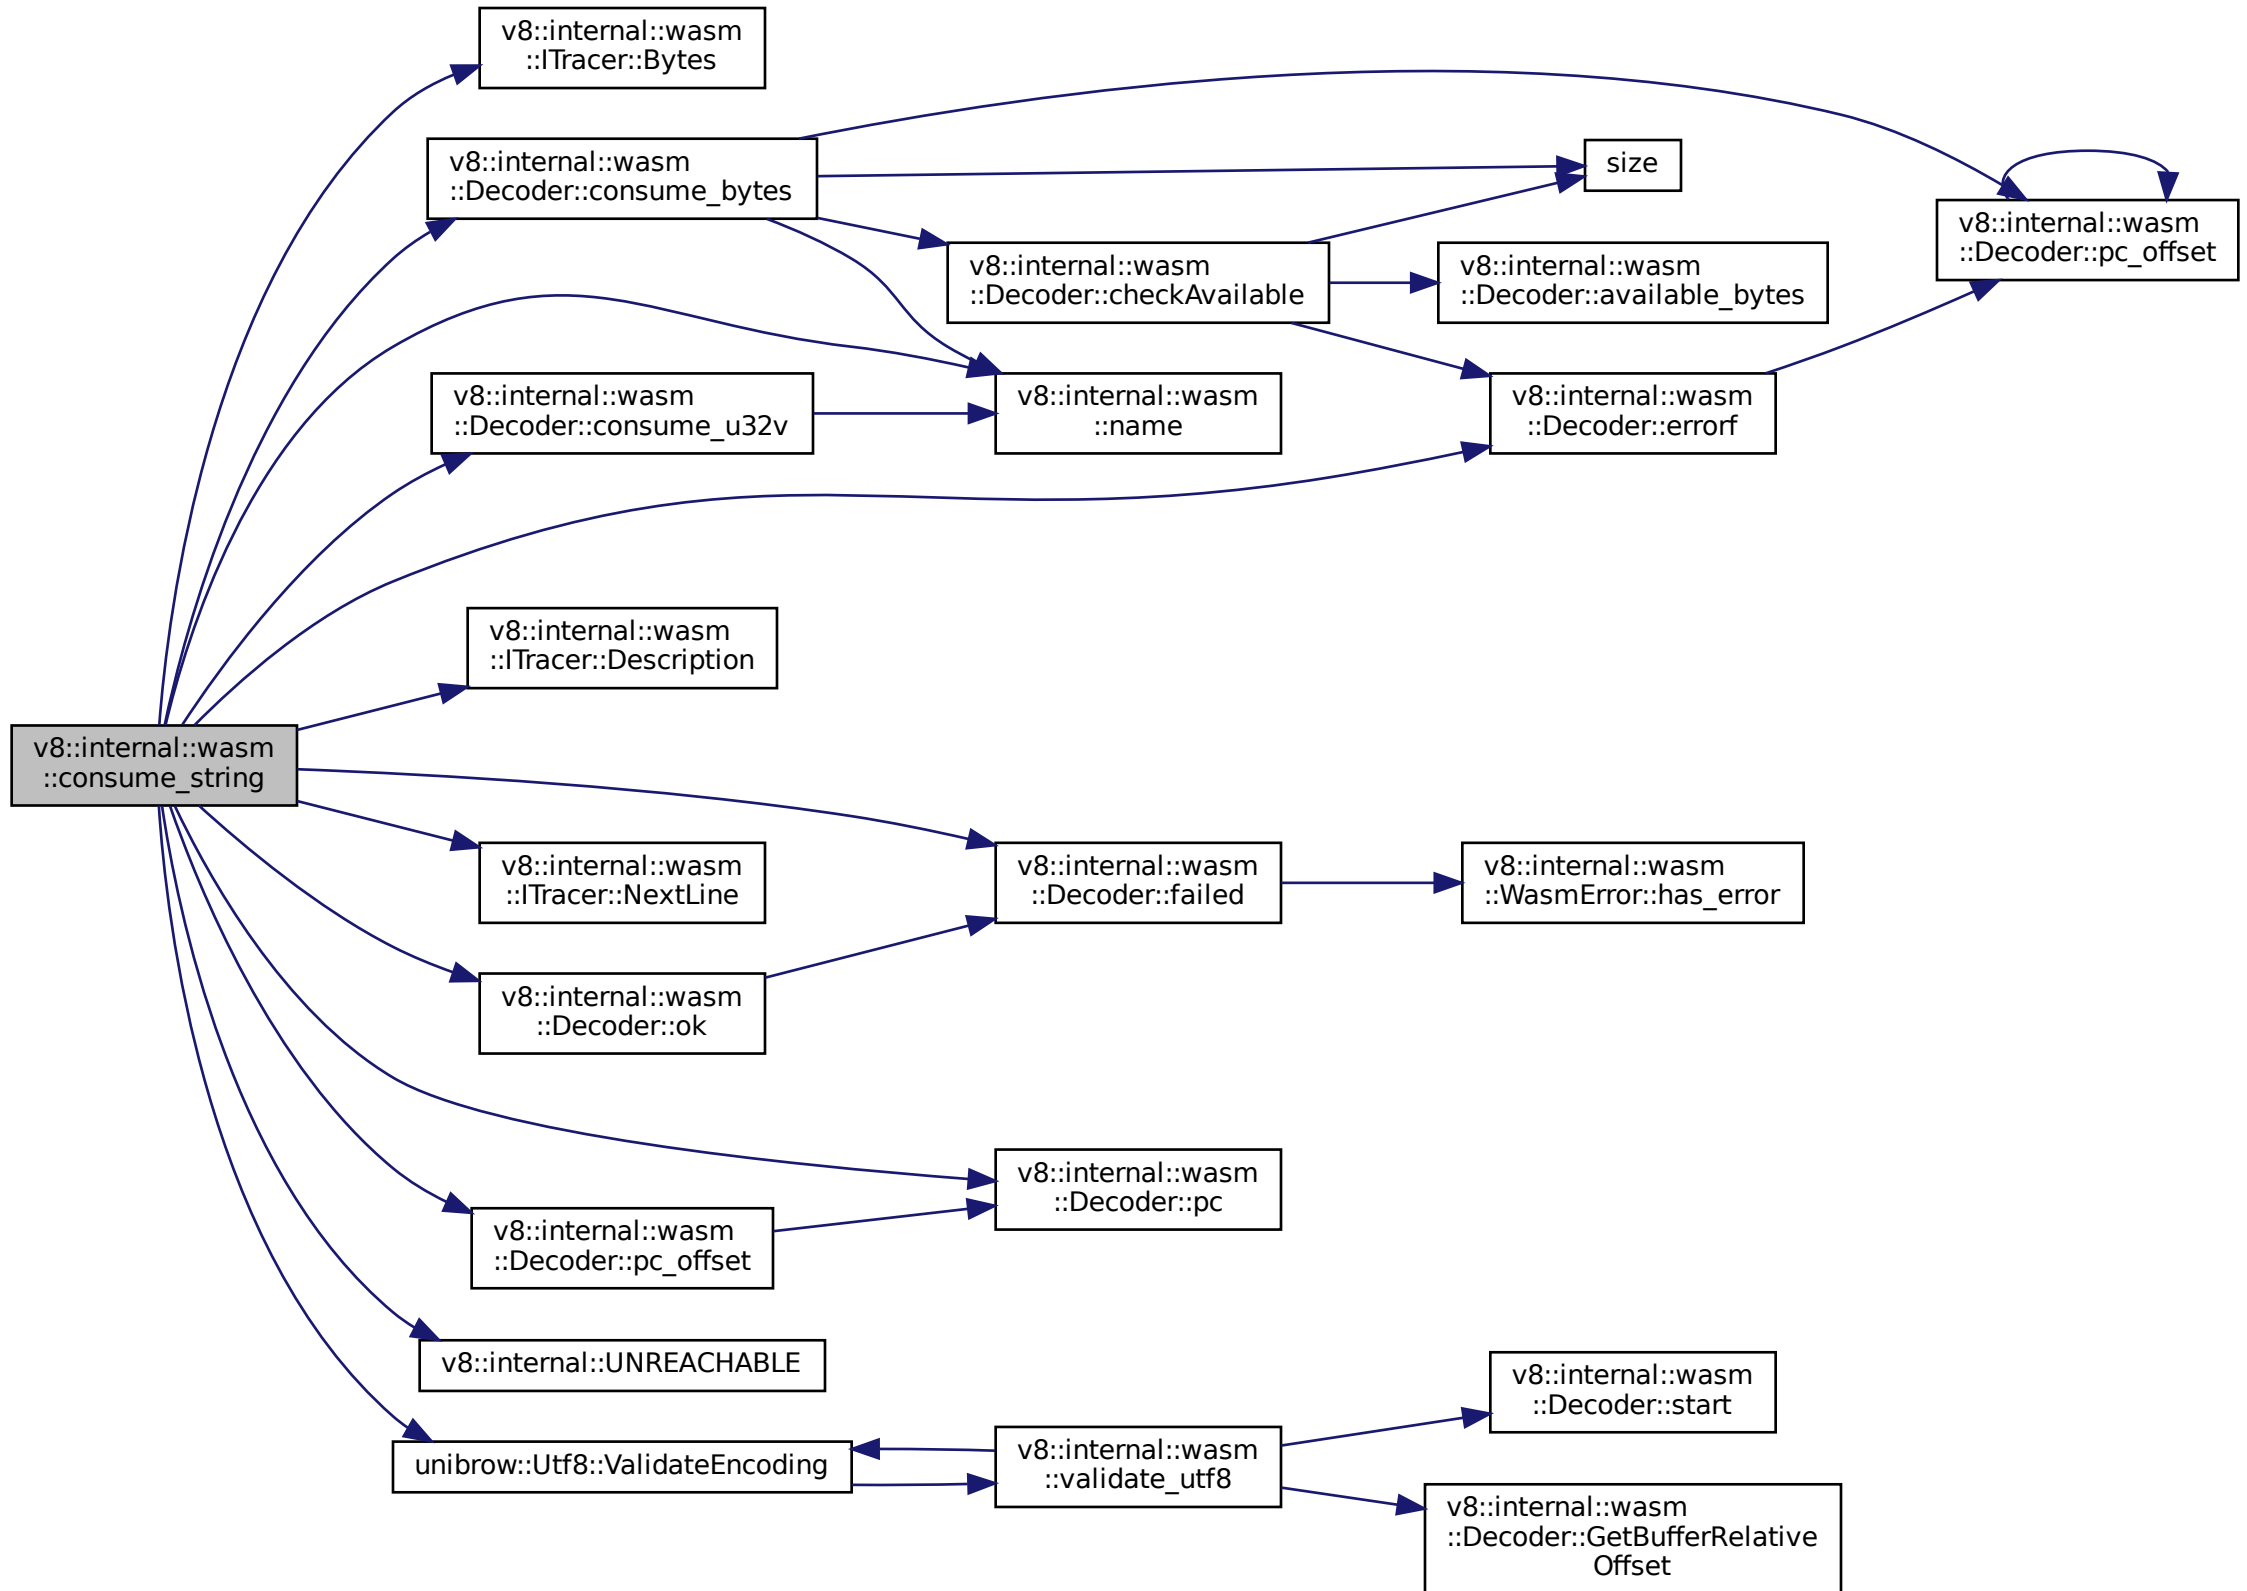 v8::internal::wasm
::ITracer::Bytes
v8::internal::wasm
::Decoder::consume_bytes
size
v8::internal::wasm
::Decoder::pc_offset
v8::internal::wasm
::Decoder::checkAvailable
v8::internal::wasm
::Decoder::available_bytes
v8::internal::wasm
::Decoder::consume_u32v
v8::internal::wasm
::name
v8::internal::wasm
::Decoder::errorf
v8::internal::wasm
::ITracer::Description
v8::internal::wasm
::consume_string
v8::internal::wasm
::ITracer::NextLine
v8::internal::wasm
::Decoder::failed
v8::internal::wasm
::WasmError::has_error
v8::internal::wasm
::Decoder::ok
v8::internal::wasm
::Decoder::pc
v8::internal::wasm
::Decoder::pc_offset
v8::internal::UNREACHABLE
v8::internal::wasm
::Decoder::start
unibrow::Utf8::ValidateEncoding
v8::internal::wasm
::validate_utf8
v8::internal::wasm
::Decoder::GetBufferRelative
Offset